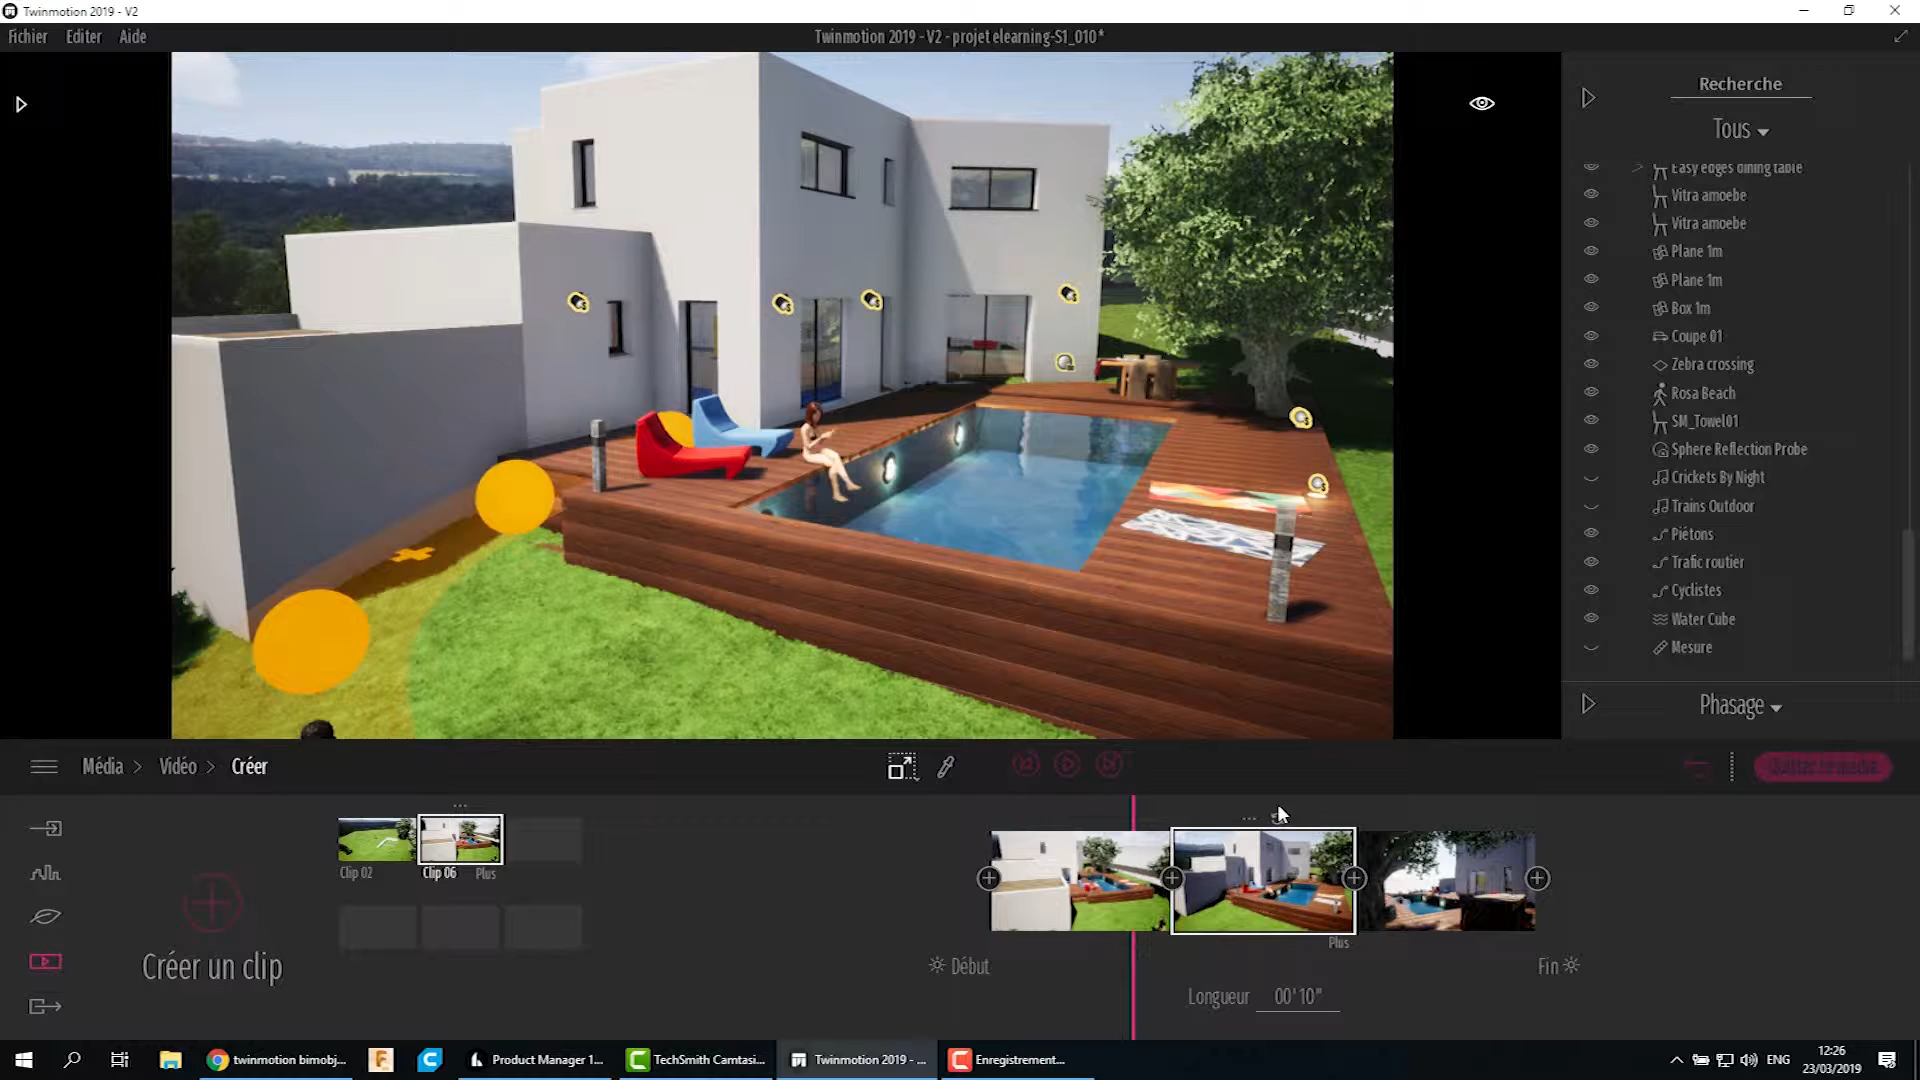 Twinmotion 2019 - V2
Fichier Editer Aide
Twinmotion 2019 - V2 - projet elearning-S1_010*
Recherche
Tous
Easy edges dining table
Vitra amoebe
Vitra amoebe
Plane 1m
Plane 1m
Box 1m
Coupe 01
Zebra crossing
Rosa Beach
SM_Towel01
Sphere Reflection Probe
Crickets By Night
Trains Outdoor
Piétons
Trafic routier
Cyclistes
Water Cube
Mesure
Phasage
Média > Vidéo > Créer
Clip 02 Clip 06 Plus
Plus
Créer un clip
Début
Fin
Longueur 00'10"
twinmotion bimobj...
Product Manager 1...
TechSmith Camtasi...
Twinmotion 2019 - ...
Enregistrement...
ENG
12:26
23/03/2019